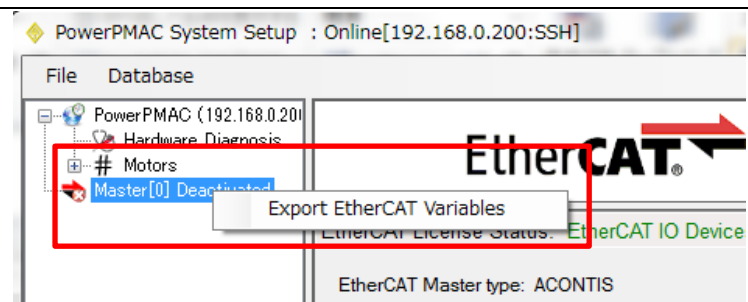 PowerPMAC System Setup : Online[192.168.0.200:SSH]
File Database
PowerPMAC (192.168.0.20
Hardware Diagnosis
Motors
Master[0] Deactivated
EtherCAT®
Export EtherCAT Variables
EtherCAT License Status: EtherCAT IO Device
EtherCAT Master type: ACONTIS